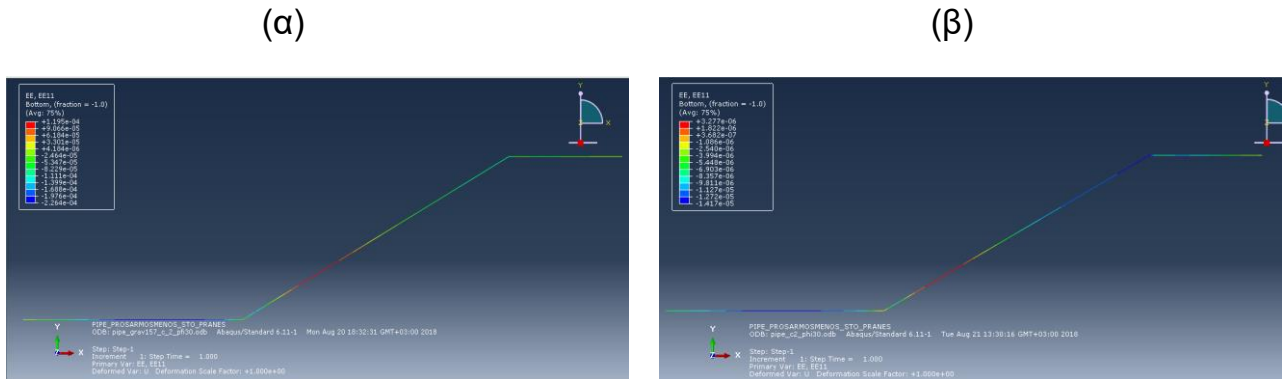 (α)
(β)
EE, EE11
Bottom, (fraction = -1.0)
(Avg: 75%)
+1.195e-04
+9.066e-05
+6.184e-05
+3.301e-05
+4.184e-06
-2.464e-05
-5.347e-05
-8.229e-05
-1.111e-04
-1.399e-04
-1.688e-04
-1.976e-04
-2.264e-04
Y
X
PIPE_PROSARMOSMENOS_STO_PRANES
ODB: pipe_grav157_c_2_phi30.odb Abaqus/Standard 6.11-1 Mon Aug 20 18:32:31 GMT+03:00 2018
Y
X
Step: Step-1
Increment 1: Step Time = 1.000
Primary Var: EE, EE11
Deformed Var: U Deformation Scale Factor: +1.000e+00
EE, EE11
Bottom, (fraction = -1.0)
(Avg: 75%)
+3.277e-06
+1.822e-06
+3.682e-07
-1.086e-06
-2.540e-06
-3.994e-06
-5.448e-06
-6.903e-06
-8.357e-06
-9.811e-06
-1.127e-05
-1.272e-05
-1.417e-05
Y
PIPE_PROSARMOSMENOS_STO_PRANES
ODB: pipe_c2_phi30.odb Abaqus/Standard 6.11-1 Tue Aug 21 13:30:16 GMT+03:00 2018
Y
X
Step: Step-1
Increment 1: Step Time = 1.000
Primary Var: EE, EE11
Deformed Var: U Deformation Scale Factor: +1.000e+00